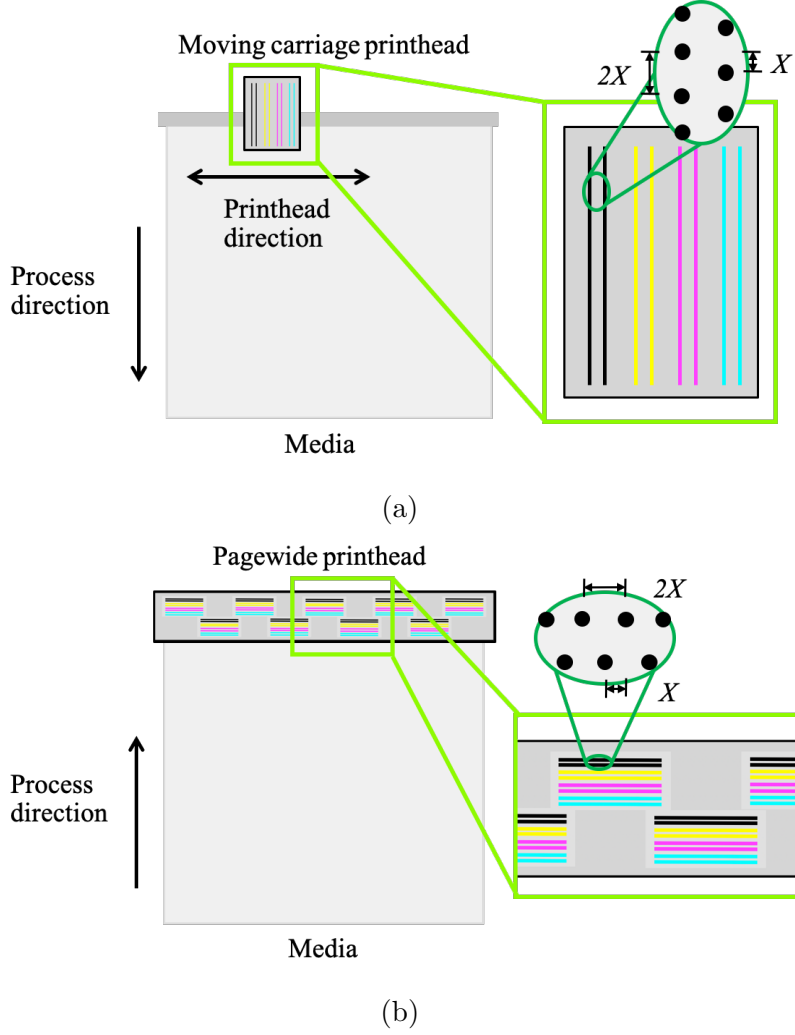 Moving carriage printhead
2X
X
Printhead
direction
Process
direction
Media
(a)
Pagewide printhead
2X
X
Process
direction
Media
(b)